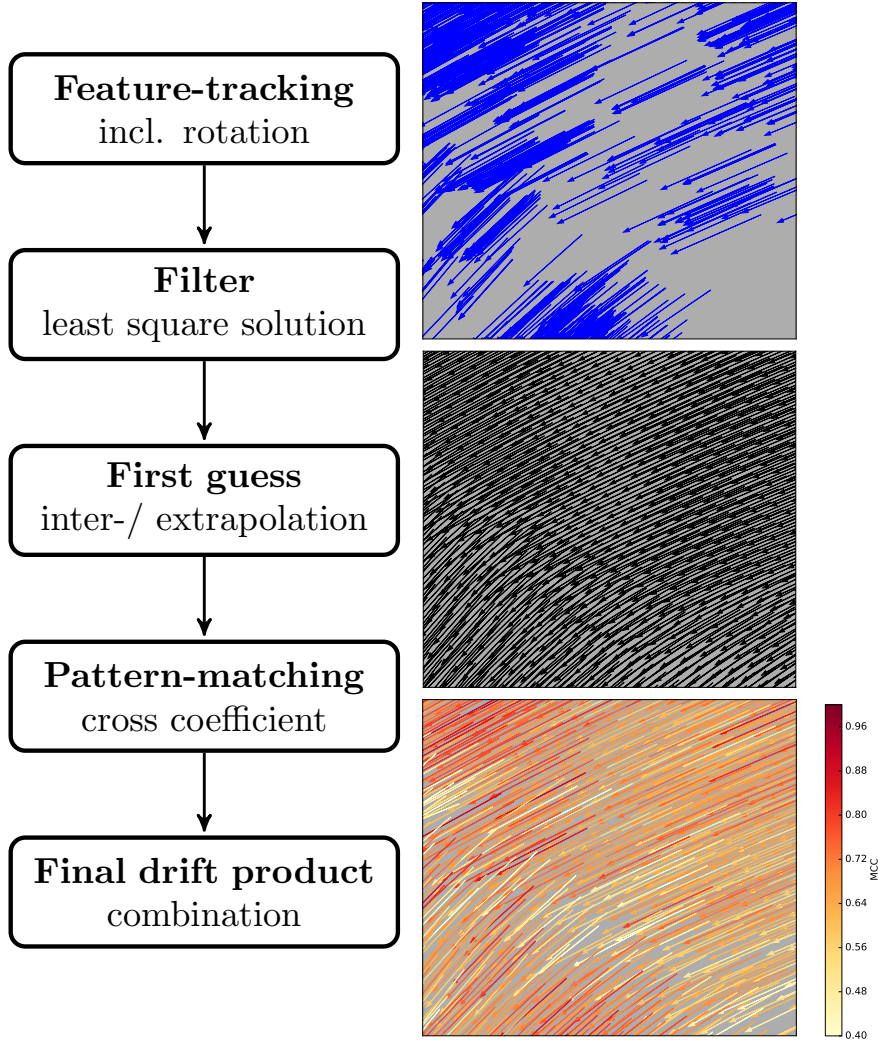 Feature-tracking
incl. rotation
Filter
least square solution
First guess
inter-/ extrapolation
Pattern-matching
cross coefficient
Final drift product
combination
0.96
0.88
0.80
0.72
0.64
0.56
0.48
0.40
MCC